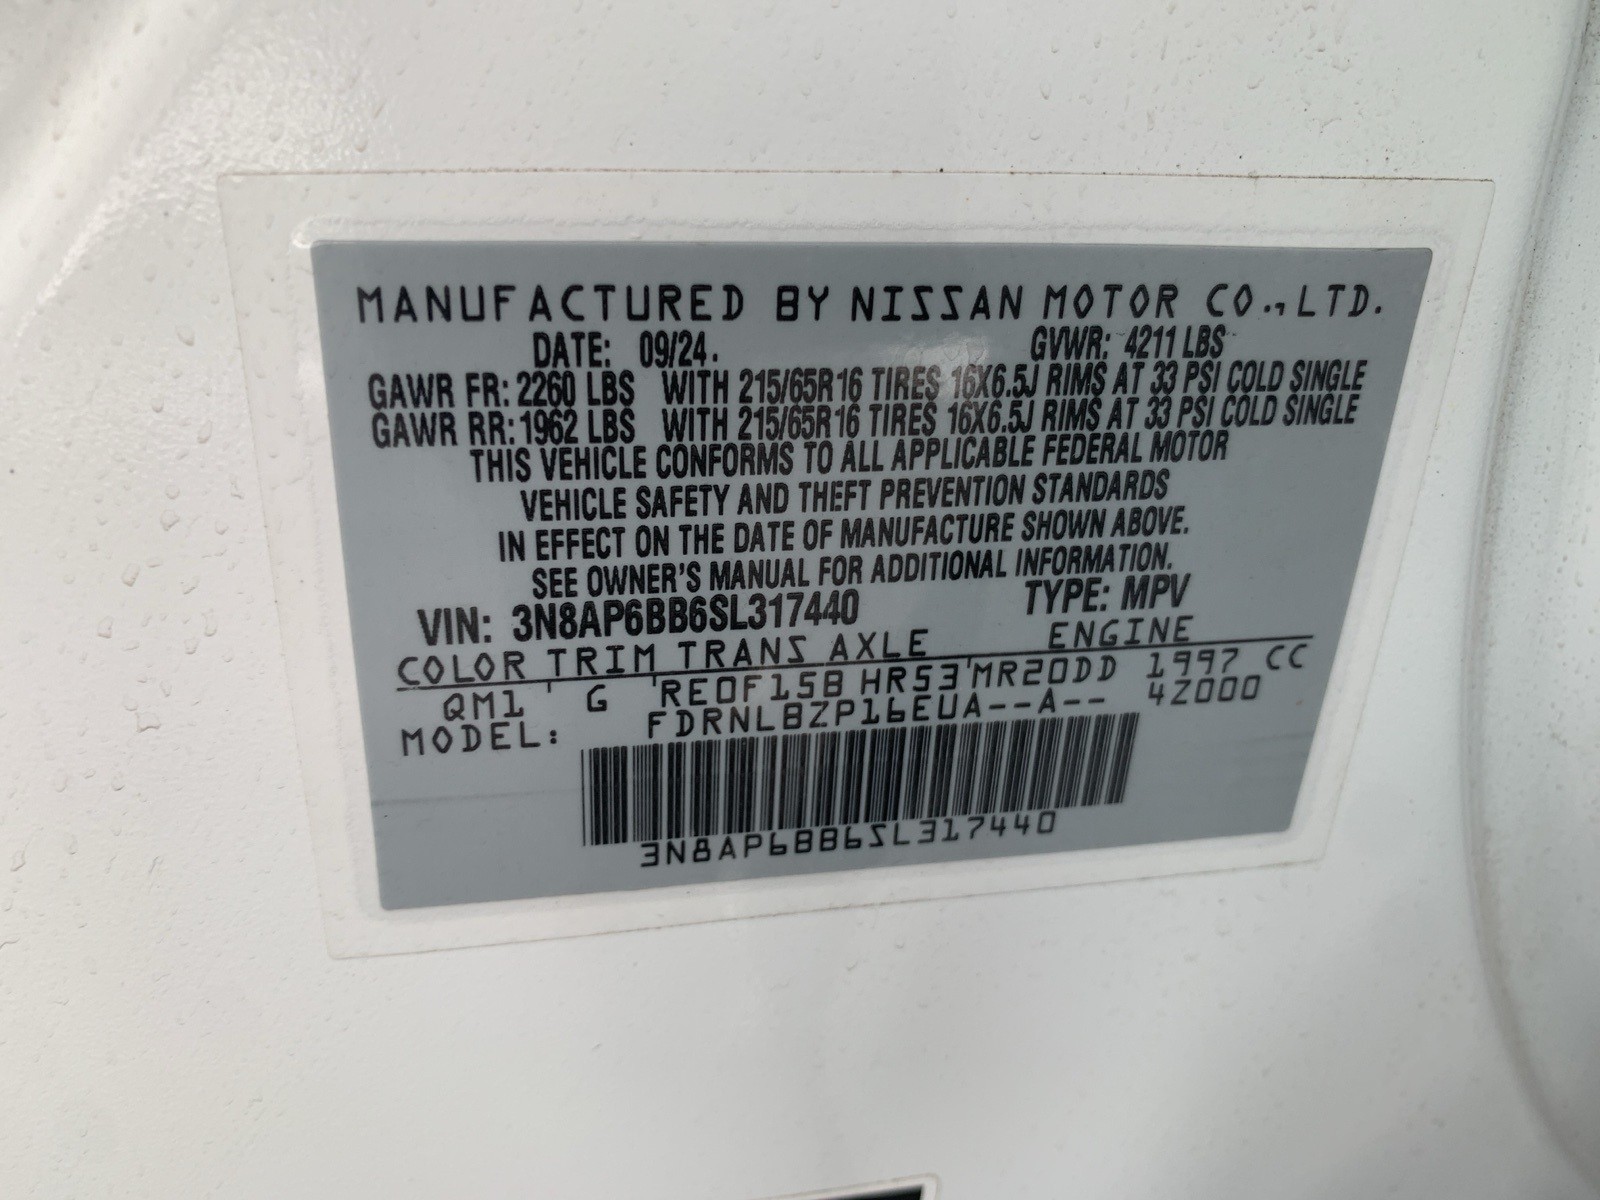 MANUFACTURED BY NISSAN MOTOR CO., LTD.
DATE: 09/24. GVWR: 4211 LBS
GAWR FR: 2260 LBS WITH 215/65R16 TIRES 16X6.5J RIMS AT 33 PSI COLD SINGLE
GAWR RR: 1962 LBS WITH 215/65R16 TIRES 16X6.5J RIMS AT 33 PSI COLD SINGLE
THIS VEHICLE CONFORMS TO ALL APPLICABLE FEDERAL MOTOR
VEHICLE SAFETY AND THEFT PREVENTION STANDARDS
IN EFFECT ON THE DATE OF MANUFACTURE SHOWN ABOVE.
SEE OWNER'S MANUAL FOR ADDITIONAL INFORMATION.
VIN: 3N8AP6BB6SL317440 TYPE: MPV
COLOR TRIM TRANS AXLE ENGINE
QM1 G RE0F15B HR53 MR20DD 1997 CC
MODEL: FDRNLBZP16EUA--A-- 4Z000
3N8AP6BB6SL317440